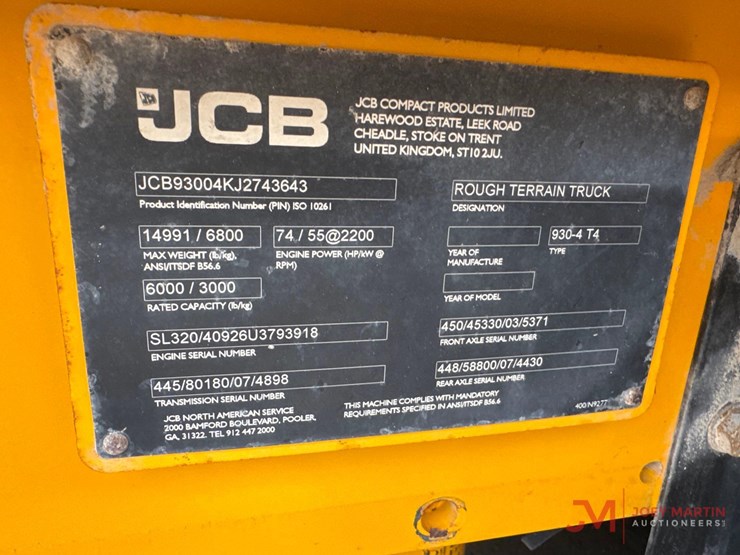 JCB
JCB COMPACT PRODUCTS LIMITED
HAREWOOD ESTATE, LEEK ROAD
CHEADLE, STOKE ON TRENT
UNITED KINGDOM, ST10 2JU.
JCB93004KJ2743643
Product Identification Number (PIN) ISO 10261
ROUGH TERRAIN TRUCK
DESIGNATION
14991 / 6800
MAX WEIGHT (lb/kg),
ANSI/ITSDF B56.6
74 / 55@2200
ENGINE POWER (HP/kW @
RPM)
YEAR OF
MANUFACTURE
930-4 T4
TYPE
6000 / 3000
RATED CAPACITY (lb/kg)
YEAR OF MODEL
SL320/40926U3793918
ENGINE SERIAL NUMBER
450/45330/03/5371
FRONT AXLE SERIAL NUMBER
445/80180/07/4898
TRANSMISSION SERIAL NUMBER
448/58800/07/4430
REAR AXLE SERIAL NUMBER
JCB NORTH AMERICAN SERVICE
2000 BAMFORD BOULEVARD, POOLER,
GA, 31322. TEL 912 447 2000
THIS MACHINE COMPLIES WITH MANDATORY
REQUIREMENTS SPECIFIED IN ANSI/ITSDF B56.6
400/N9277
JM JOEY MARTIN
AUCTIONEERS LLC